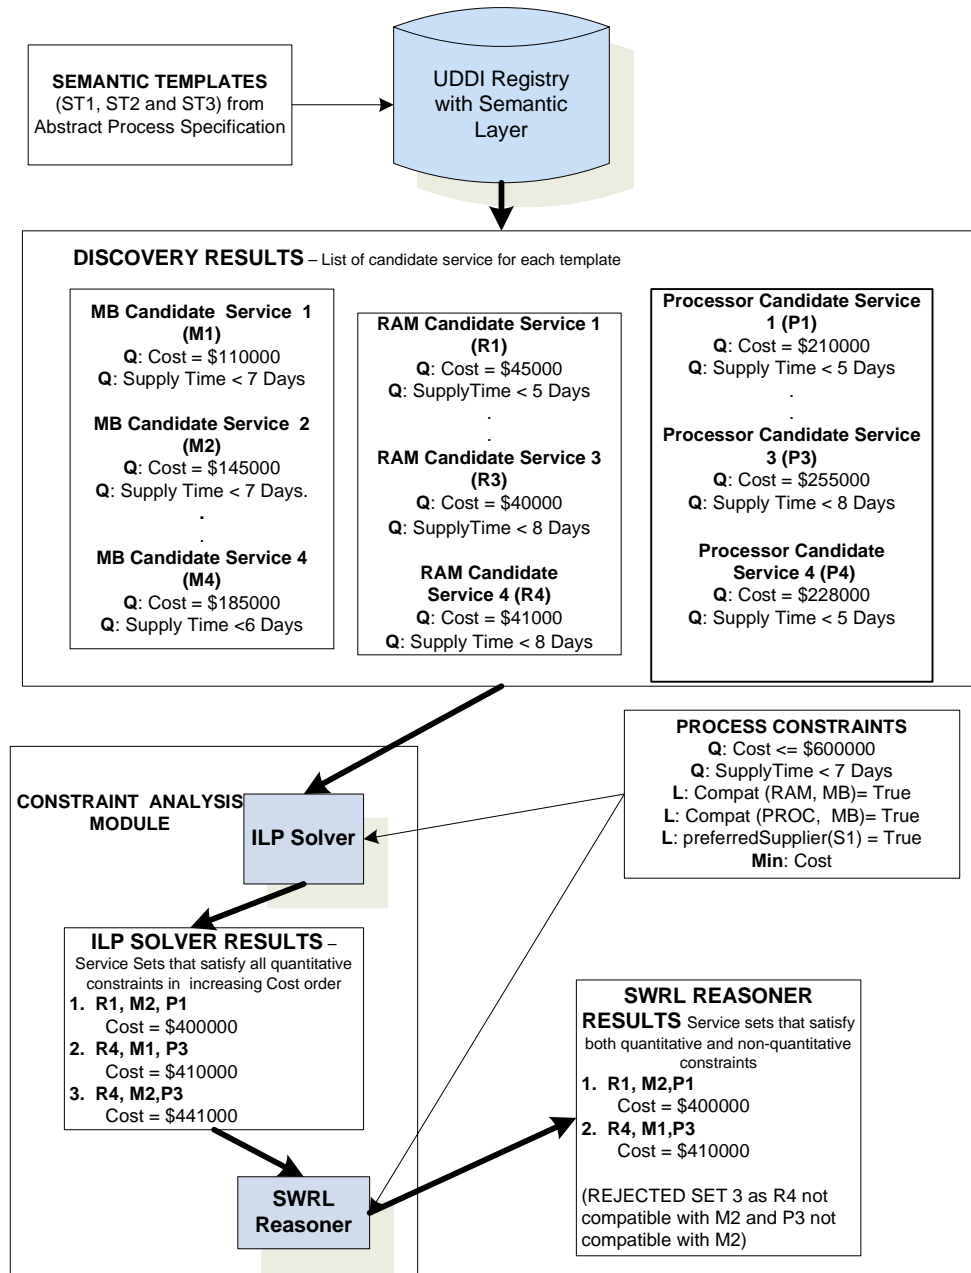 SEMANTIC TEMPLATES
(ST1, ST2 and ST3) from
Abstract Process Specification
UDDI Registry
with Semantic
Layer
DISCOVERY RESULTS – List of candidate service for each template
MB Candidate Service 1
(M1)
Q: Cost = $110000
Q: Supply Time < 7 Days
MB Candidate Service 2
(M2)
Q: Cost = $145000
Q: Supply Time < 7 Days.
.
.
MB Candidate Service 4
(M4)
Q: Cost = $185000
Q: Supply Time <6 Days
RAM Candidate Service 1
(R1)
Q: Cost = $45000
Q: SupplyTime < 5 Days
.
.
RAM Candidate Service 3
(R3)
Q: Cost = $40000
Q: SupplyTime < 8 Days
RAM Candidate
Service 4 (R4)
Q: Cost = $41000
Q: Supply Time < 8 Days
Processor Candidate Service
1 (P1)
Q: Cost = $210000
Q: Supply Time < 5 Days
.
.
Processor Candidate Service
3 (P3)
Q: Cost = $255000
Q: Supply Time < 8 Days
Processor Candidate
Service 4 (P4)
Q: Cost = $228000
Q: Supply Time < 5 Days
PROCESS CONSTRAINTS
Q: Cost <= $600000
Q: SupplyTime < 7 Days
L: Compat (RAM, MB)= True
L: Compat (PROC, MB)= True
L: preferredSupplier(S1) = True
Min: Cost
CONSTRAINT ANALYSIS
MODULE
ILP Solver
ILP SOLVER RESULTS –
Service Sets that satisfy all quantitative
constraints in increasing Cost order
1. R1, M2, P1
Cost = $400000
2. R4, M1, P3
Cost = $410000
3. R4, M2,P3
Cost = $441000
SWRL
Reasoner
SWRL REASONER
RESULTS Service sets that satisfy
both quantitative and non-quantitative
constraints
1. R1, M2,P1
Cost = $400000
2. R4, M1,P3
Cost = $410000
(REJECTED SET 3 as R4 not
compatible with M2 and P3 not
compatible with M2)